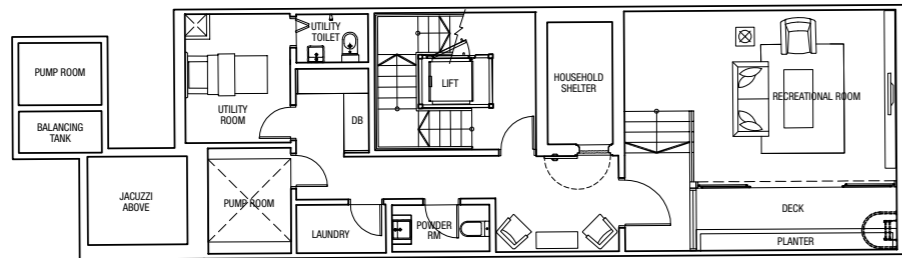 PUMP ROOM
BALANCING
TANK
JACUZZI
ABOVE
UTILITY
ROOM
UTILITY
TOILET
DB
PUMP ROOM
LAUNDRY
POWDER
RM
LIFT
HOUSEHOLD
SHELTER
RECREATIONAL ROOM
DECK
PLANTER